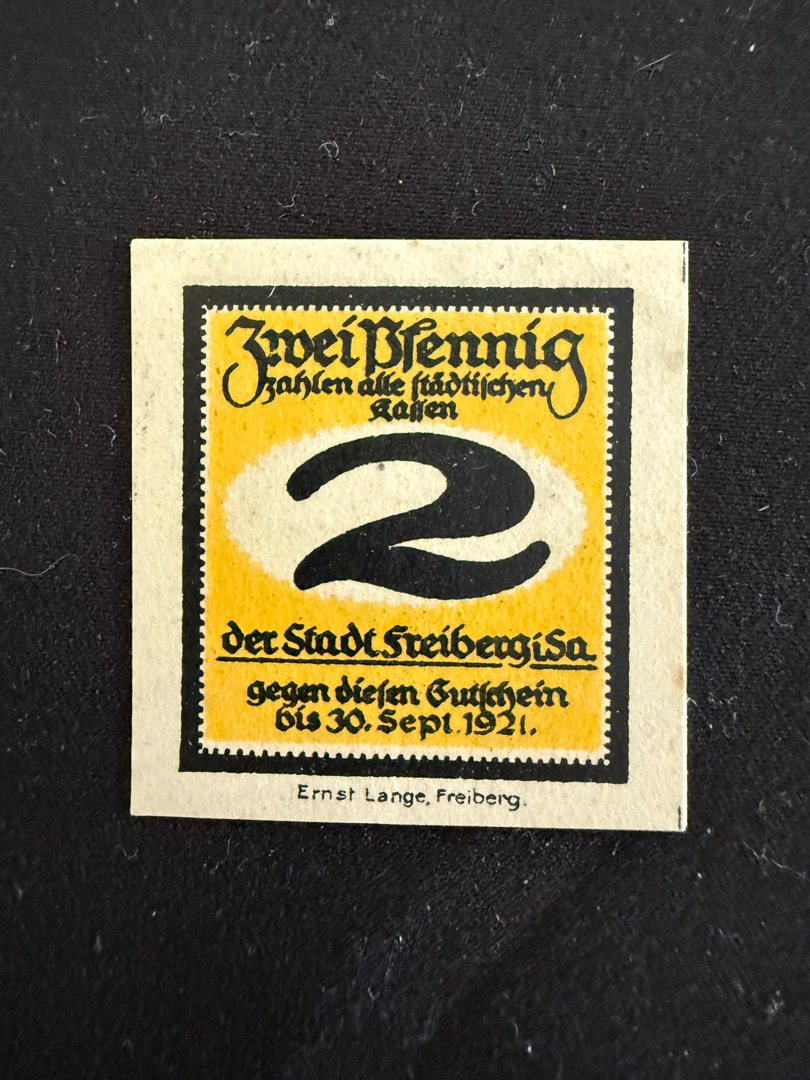 Zwei Pfennig
zahlen alle städtischen
Kassen
2
der Stadt Freiberg i Sa.
gegen diesen Gutschein
bis 30. Sept. 1921.
Ernst Lange, Freiberg.